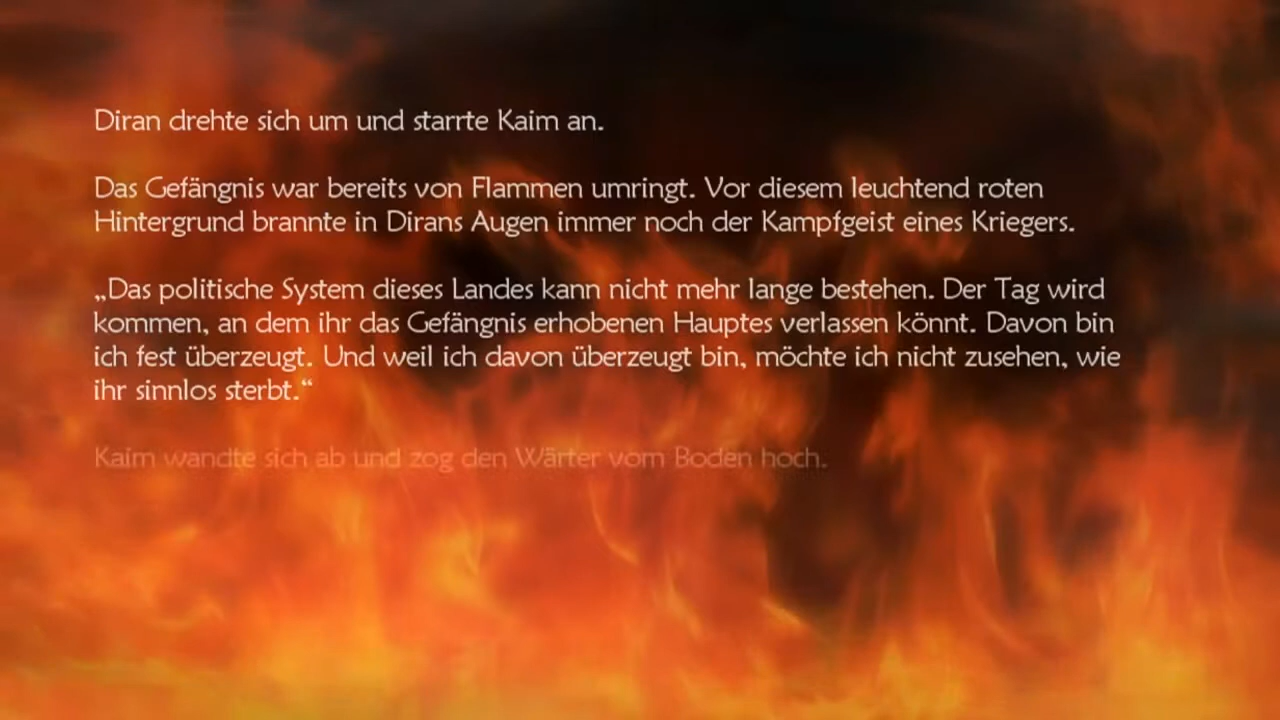 Diran drehte sich um und starrte Kaim an.
Das Gefängnis war bereits von Flammen umringt. Vor diesem leuchtend roten
Hintergrund brannte in Dirans Augen immer noch der Kampfgeist eines Kriegers.
„Das politische System dieses Landes kann nicht mehr lange bestehen. Der Tag wird
kommen, an dem ihr das Gefängnis erhobenen Hauptes verlassen könnt. Davon bin
ich fest überzeugt. Und weil ich davon überzeugt bin, möchte ich nicht zusehen, wie
ihr sinnlos sterbt.“
Kaim wandte sich ab und zog den Wärter vom Boden hoch.